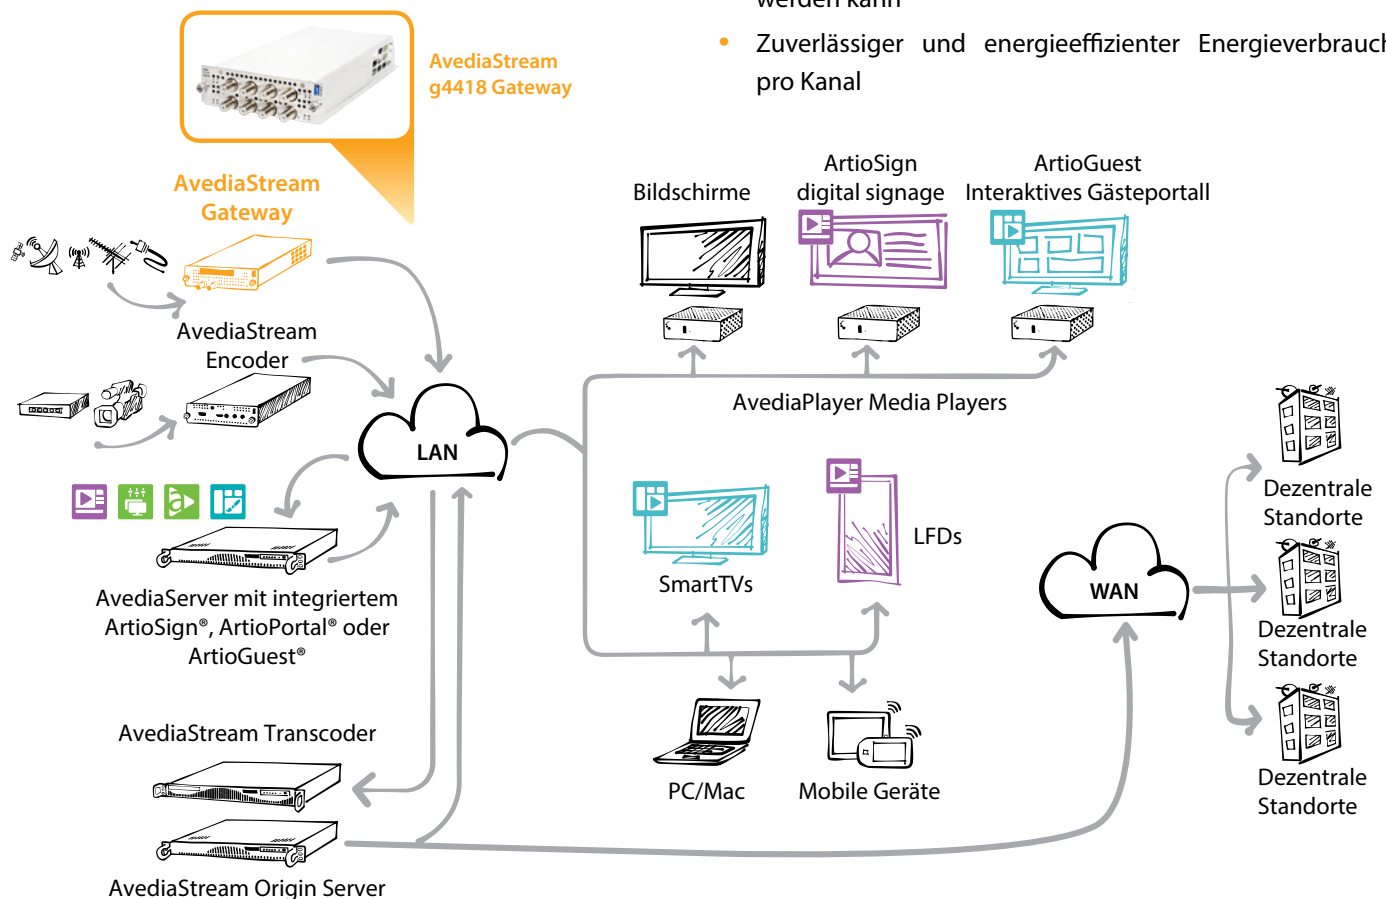 werden kann
• Zuverlässiger und energieeffizienter Energieverbrauch
pro Kanal
AvediaStream
g4418 Gateway
AvediaStream
Gateway
AvediaStream
Encoder
LAN
AvediaServer mit integriertem
ArtioSign®, ArtioPortal® oder
ArtioGuest®
AvediaStream Transcoder
AvediaStream Origin Server
Bildschirme
ArtioSign
digital signage
ArtioGuest
Interaktives Gästeportall
AvediaPlayer Media Players
SmartTVs
LFDs
PC/Mac
Mobile Geräte
WAN
Dezentrale
Standorte
Dezentrale
Standorte
Dezentrale
Standorte